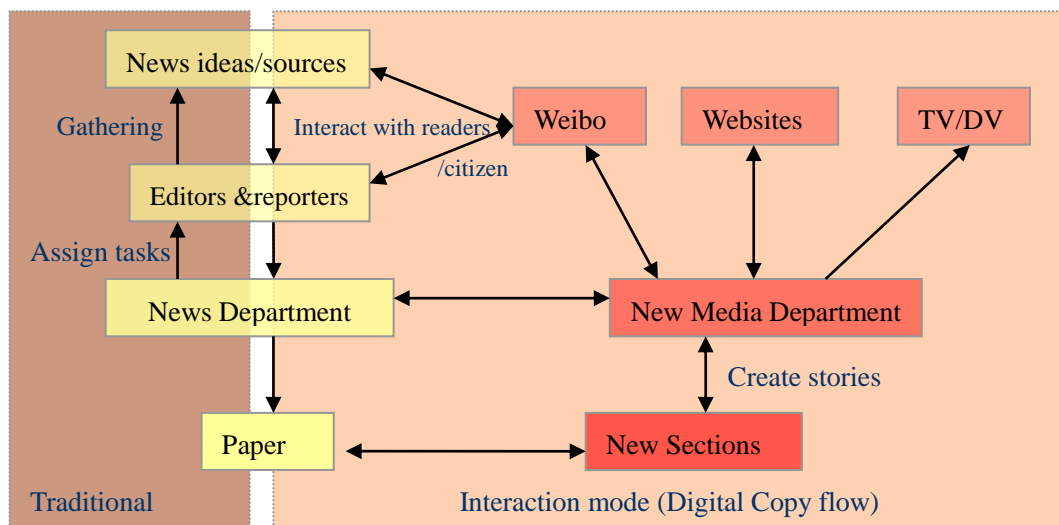 News ideas/sources
Gathering
Interact with readers
/citizen
Weibo
Websites
TV/DV
Editors &reporters
Assign tasks
News Department
New Media Department
Create stories
Paper
New Sections
Traditional
Interaction mode (Digital Copy flow)